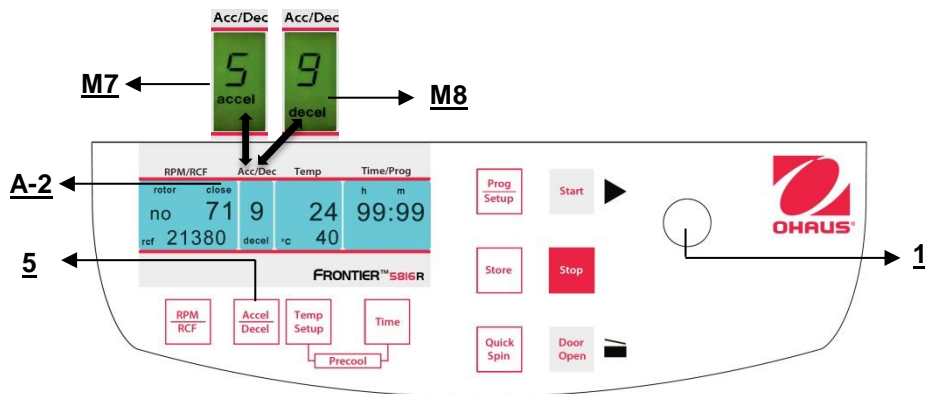 Acc/Dec Acc/Dec
5 9
M7 accel decel M8
RPM/RCF Acc/Dec Temp Time/Prog
A-2 rotor close h m
no 71 9 24 99:99
rcf 21380 decel °C 40
5
FRONTIER™ 5816R
RPM
RCF
Accel
Decel
Temp
Setup
Time
Precool
Prog
Setup
Start
Store
Stop
Quick
Spin
Door
Open
OHAUS®
1